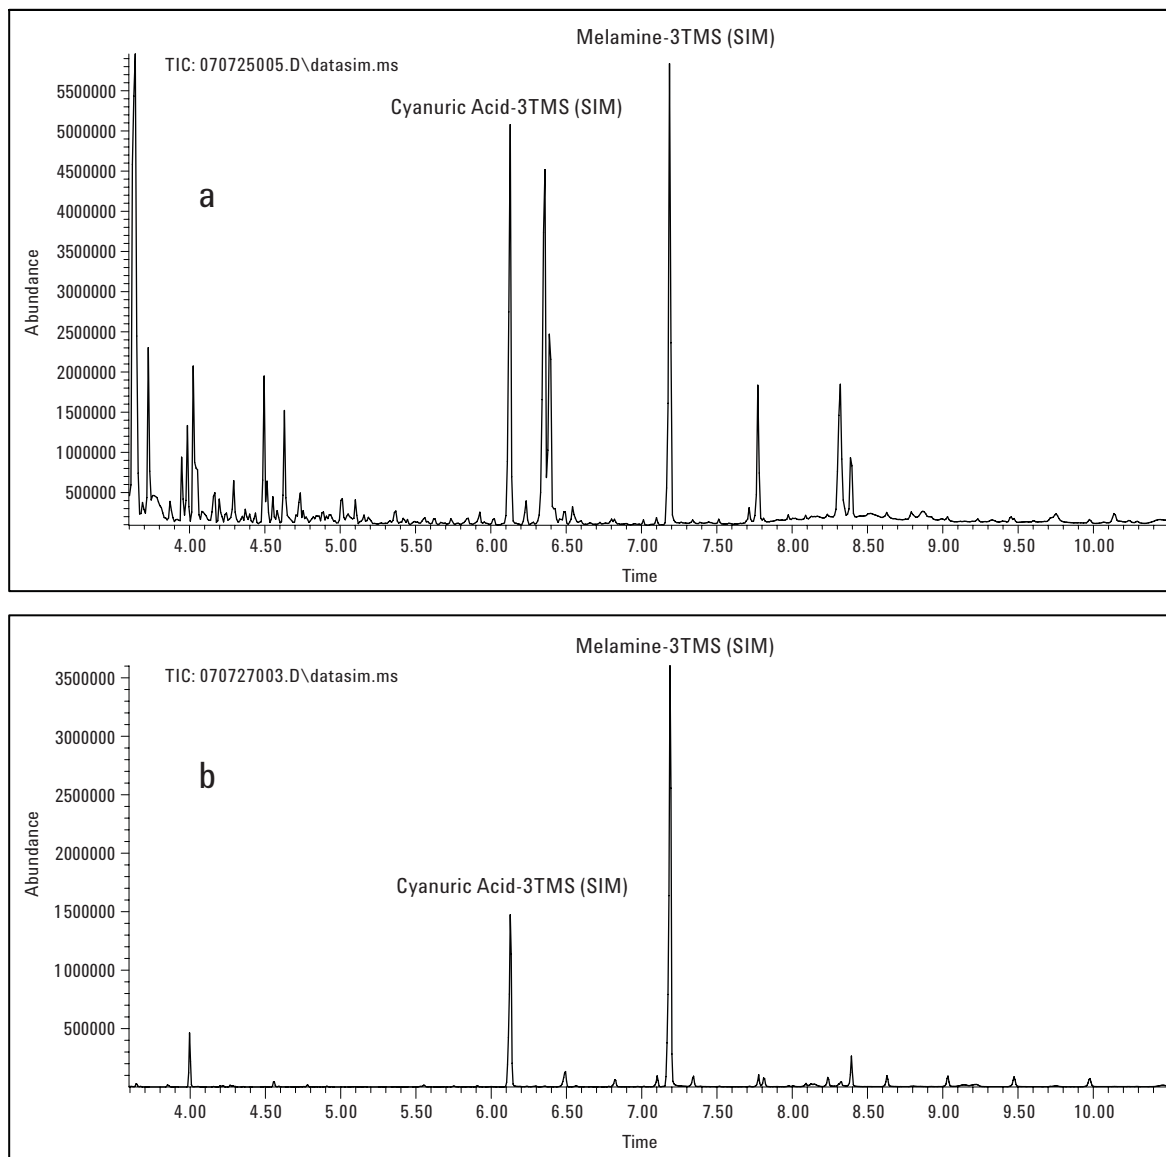 Melamine-3TMS (SIM)
TIC: 070725005.D\datasim.ms
Cyanuric Acid-3TMS (SIM)
a
Abundance
5500000
5000000
4500000
4000000
3500000
3000000
2500000
2000000
1500000
1000000
500000
4.00 4.50 5.00 5.50 6.00 6.50 7.00 7.50 8.00 8.50 9.00 9.50 10.00
Time
Melamine-3TMS (SIM)
TIC: 070727003.D\datasim.ms
b
Cyanuric Acid-3TMS (SIM)
Abundance
3500000
3000000
2500000
2000000
1500000
1000000
500000
4.00 4.50 5.00 5.50 6.00 6.50 7.00 7.50 8.00 8.50 9.00 9.50 10.00
Time